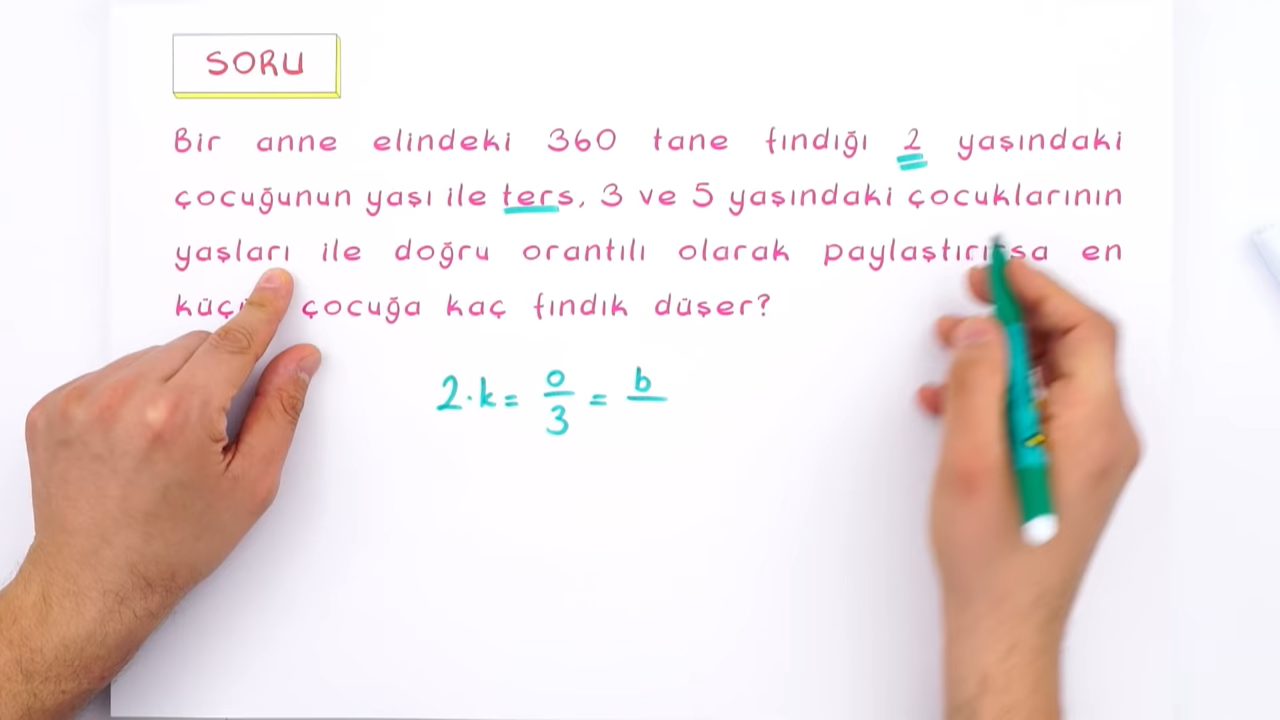 SORU
Bir anne elindeki 360 tane fındığı 2 yaşındaki
çocuğunun yaşı ile ters, 3 ve 5 yaşındaki çocuklarının
yaşları ile doğru orantılı olarak en
çocuğa kaç fındık düşer?
2·k = o/3 = b/